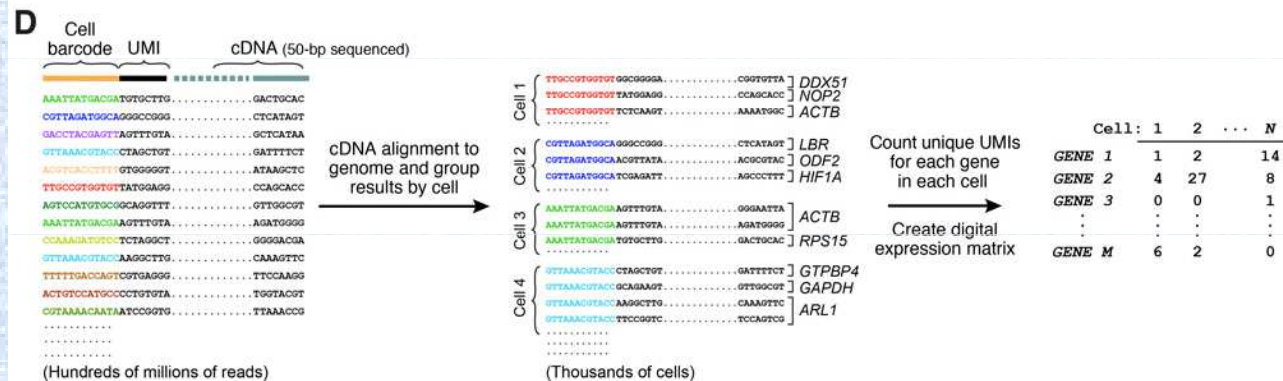 D
Cell barcode UMI cDNA (50-bp sequenced)
AAATTATGACGATGTGCTTG.............GACTGCAC
CGTTAGATGGCAGGGCCGGG.............CTCATAGT
GACCTACGAGTTAGTTTGTA.............GCTCATAA
GTTAAACGTACCCTAGCTGT.............GATTTTCT
ACGTCACCTTTTGTGGGGGT.............ATAAGCTC
TTGCCGTGGTGTTATGGAGG.............CCAGCACC
AGTCCATGTGCGGCAGGTTT.............GTTGGCGT
AAATTATGACGAAGTTTGTA.............AGATGGGG
CCAAAGATGTCCTCTAGGCT.............GGGGACGA
GTTAAACGTACCAAGGCTTG.............CAAAGTTC
TTTTTGACCAGTCGTGAGGG.............TTCCAAGG
ACTGTCCATGCCCCTGTGTA.............TGGTACGT
CGTAAAACAATAATCCGGTG.............TTAAACCG
............
............
............
(Hundreds of millions of reads)
cDNA alignment to
genome and group
results by cell
Cell 1
TTGCCGTGGTGTGGCGGGGA.............CGGTGTTA DDX51
TTGCCGTGGTGTTATGGAGG.............CCAGCACC NOP2
TTGCCGTGGTGTTCTCAAGT.............AAAATGGC ACTB
............
Cell 2
CGTTAGATGGCAGGGCCGGG.............CTCATAGT LBR
CGTTAGATGGCAACGTTATA.............ACGCGTAC ODF2
CGTTAGATGGCATCGAGATT.............AGCCCTTT HIF1A
............
Cell 3
AAATTATGACGAAGTTTGTA.............GGGAATTA ACTB
AAATTATGACGAAGTTTGTA.............AGATGGGG
AAATTATGACGATGTGCTTG.............GACTGCAC RPS15
............
Cell 4
GTTAAACGTACCCTAGCTGT.............GATTTTCT GTPBP4
GTTAAACGTACCGCAGAAGT.............GTTGGCGT GAPDH
GTTAAACGTACCAAGGCTTG.............CAAAGTTC ARL1
GTTAAACGTACCTTCCGGTC.............TCCAGTCG
............
............
............
(Thousands of cells)
Count unique UMIs
for each gene
in each cell
Create digital
expression matrix
Cell: 1 2 ... N
GENE 1 1 2 14
GENE 2 4 27 8
GENE 3 0 0 1
GENE M 6 2 0